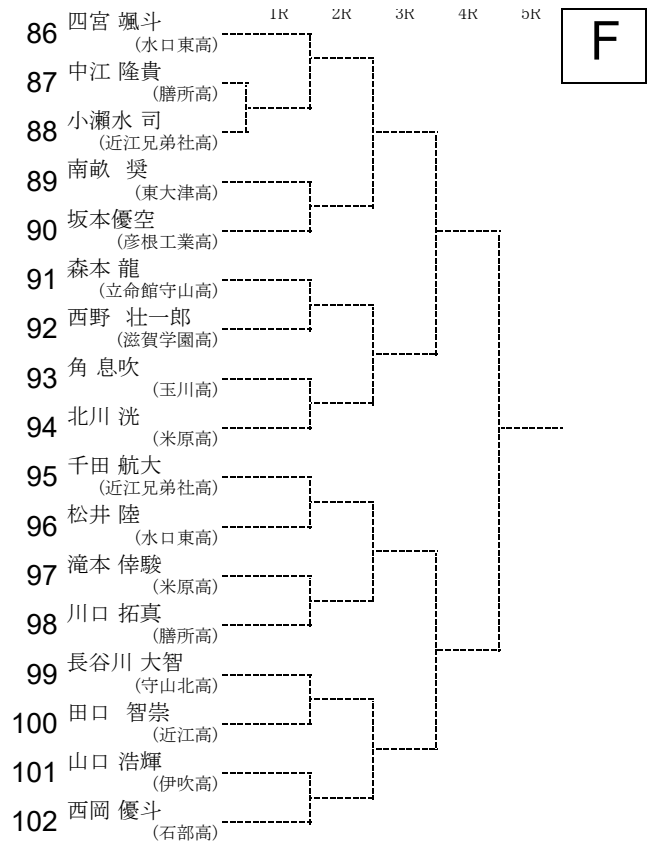 1R 2R 3R 4R 5R
F
86 四宮 颯斗
(水口東高)
87 中江 隆貴
(膳所高)
88 小瀬水 司
(近江兄弟社高)
89 南畝 奨
(東大津高)
90 坂本優空
(彦根工業高)
91 森本 龍
(立命館守山高)
92 西野 壮一郎
(滋賀学園高)
93 角 息吹
(玉川高)
94 北川 洸
(米原高)
95 千田 航大
(近江兄弟社高)
96 松井 陸
(水口東高)
97 滝本 倖駿
(米原高)
98 川口 拓真
(膳所高)
99 長谷川 大智
(守山北高)
100 田口 智崇
(近江高)
101 山口 浩輝
(伊吹高)
102 西岡 優斗
(石部高)